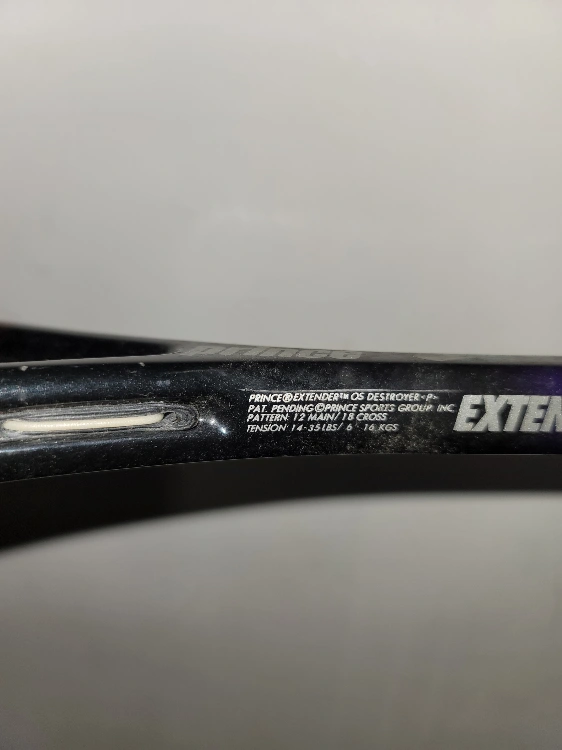 prince
PRINCE®EXTENDER™ OS DESTROYER <P>
PAT. PENDING ©PRINCE SPORTS GROUP, INC
PATTERN: 12 MAIN/ 18 CROSS
TENSION: 14-35 LBS/ 6 - 16 KGS
EXTEN